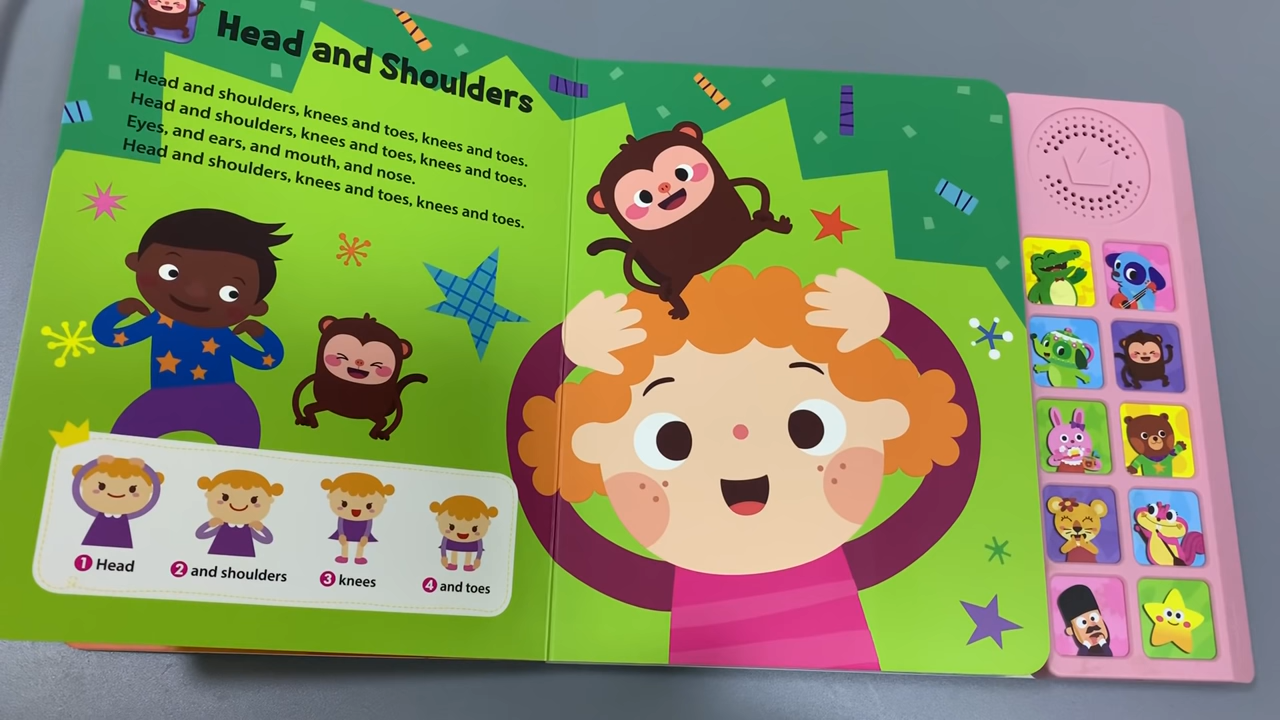 Head and Shoulders
Head and shoulders, knees and toes, knees and toes.
Head and shoulders, knees and toes, knees and toes.
Eyes, and ears, and mouth, and nose.
Head and shoulders, knees and toes, knees and toes.
1 Head
2 and shoulders
3 knees
4 and toes